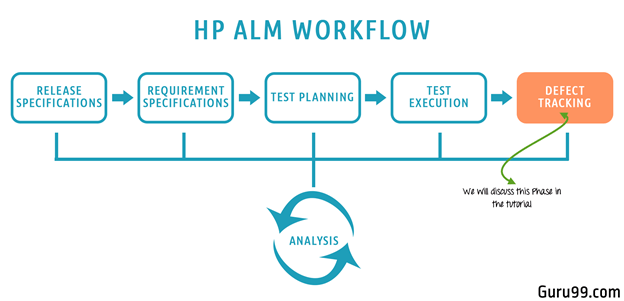 HP ALM WORKFLOW
RELEASE
SPECIFICATIONS
REQUIREMENT
SPECIFICATIONS
TEST PLANNING
TEST
EXECUTION
DEFECT
TRACKING
We will discuss this Phase in
the tutorial
ANALYSIS
Guru99.com